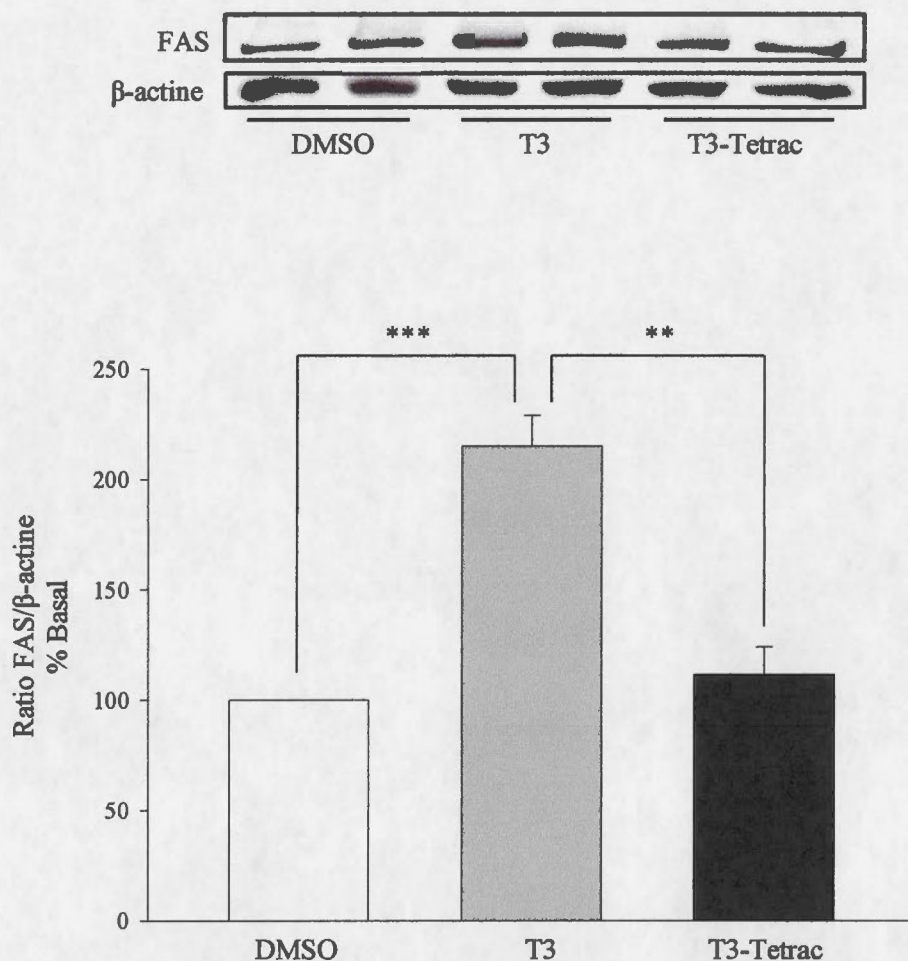 FAS
β-actine
DMSO T3 T3-Tetrac
*** **
250
200
150
100
50
0
Ratio FAS/β-actine
% Basal
DMSO T3 T3-Tetrac